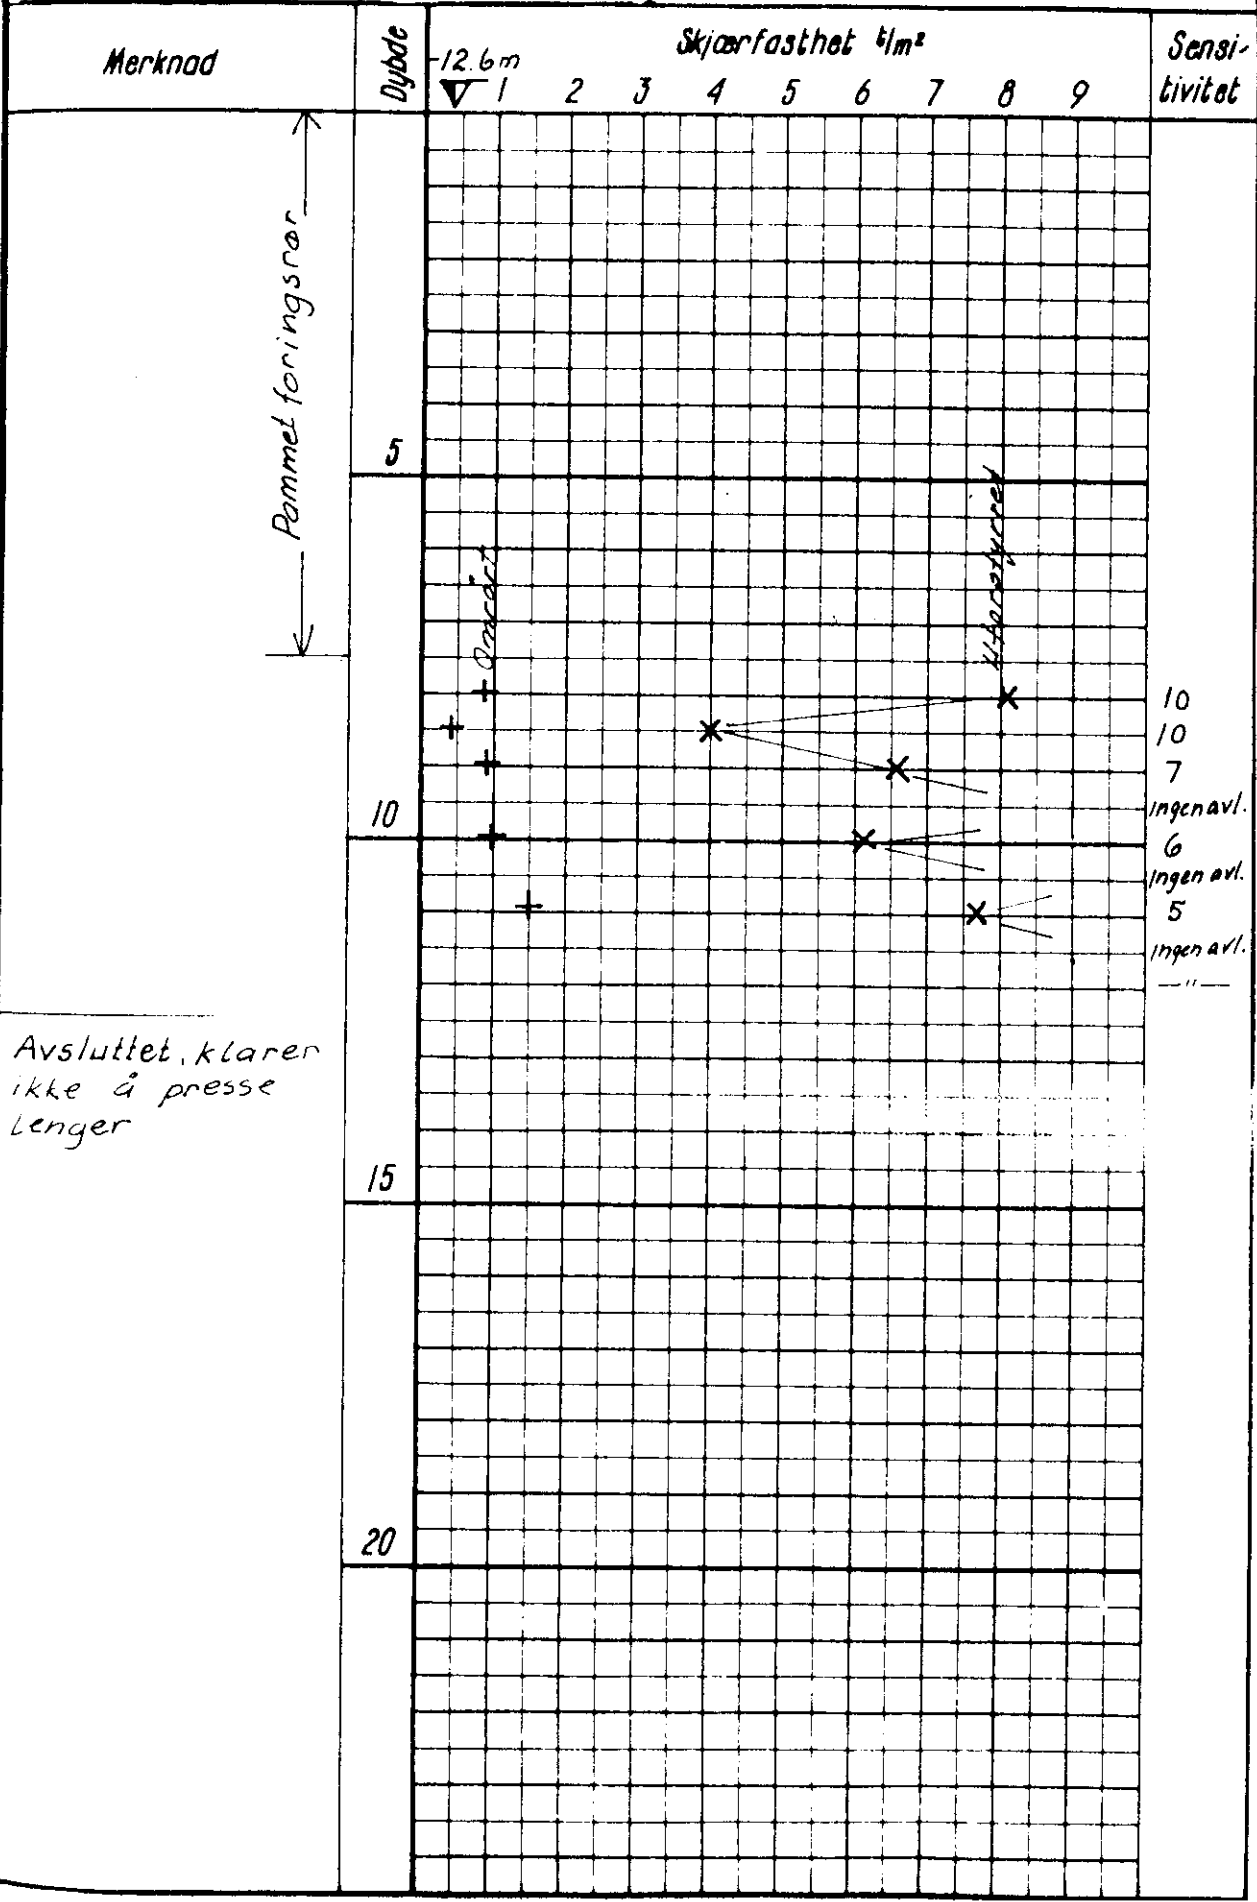 Merknad
Dybde
Skjærfasthet t/m²
Sensi-
tivitet
-12.6m
1 2 3 4 5 6 7 8 9
Rammet foringsrør
5
Omrørt
Uforstyrret
10
10
7
Ingen avl.
10
6
Ingen avl.
5
Ingen avl.
—"—
Avsluttet, klarer
ikke å presse
lenger
15
20